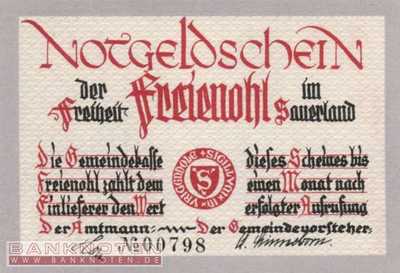 NOTGELDSCHEIN
der Freiheit Freienohl im Sauerland
Die Gemeindekasse dieses Scheines bis
Freienohl zahlt dem einen Monat nach
Einlieferer den Wert erfolgter Aufrufung
Der Amtmann: Der Gemeindevorsteher:
№ 00798
BANKNOTEN
WWW.BANKNOTEN.DE